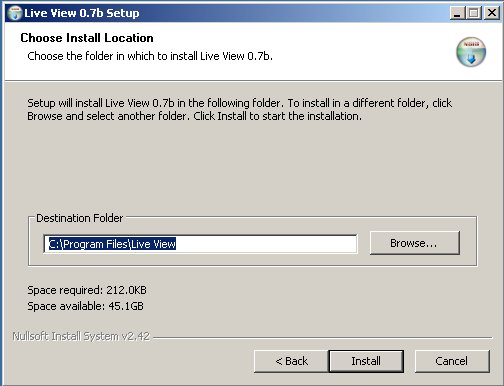 Live View 0.7b Setup
Choose Install Location
Choose the folder in which to install Live View 0.7b.
Setup will install Live View 0.7b in the following folder. To install in a different folder, click
Browse and select another folder. Click Install to start the installation.
Destination Folder
C:\Program Files\Live View
Browse...
Space required: 212.0KB
Space available: 45.1GB
Nullsoft Install System v2.42
< Back
Install
Cancel